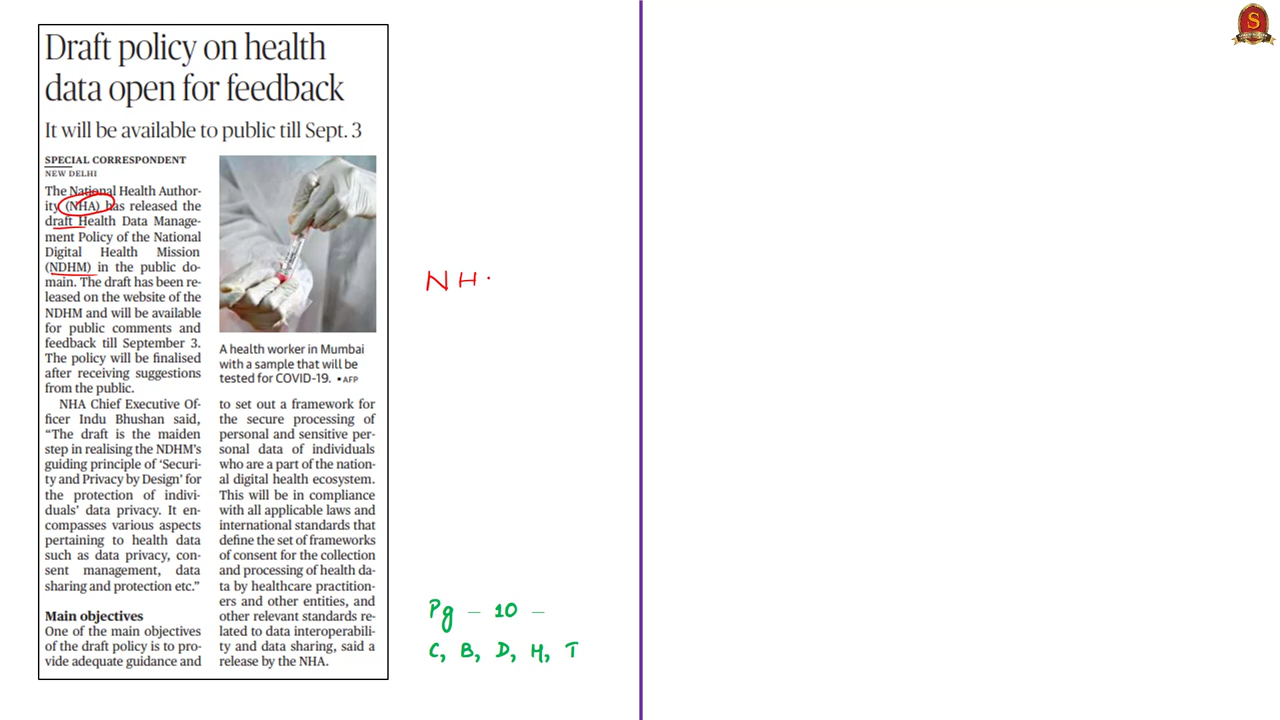 Draft policy on health
data open for feedback
It will be available to public till Sept. 3
SPECIAL CORRESPONDENT
NEW DELHI
The National Health Author-
ity (NHA) has released the
draft Health Data Manage-
ment Policy of the National
Digital Health Mission
(NDHM) in the public do-
main. The draft has been re-
leased on the website of the
NDHM and will be available
for public comments and
feedback till September 3.
The policy will be finalised
after receiving suggestions
from the public.
NHA Chief Executive Of-
ficer Indu Bhushan said,
“The draft is the maiden
step in realising the NDHM’s
guiding principle of ‘Securi-
ty and Privacy by Design’ for
the protection of indivi-
duals’ data privacy. It en-
compasses various aspects
pertaining to health data
such as data privacy, con-
sent management, data
sharing and protection etc.”
Main objectives
One of the main objectives
of the draft policy is to pro-
vide adequate guidance and
A health worker in Mumbai
with a sample that will be
tested for COVID-19. ▪ AFP
to set out a framework for
the secure processing of
personal and sensitive per-
sonal data of individuals
who are a part of the nation-
al digital health ecosystem.
This will be in compliance
with all applicable laws and
international standards that
define the set of frameworks
of consent for the collection
and processing of health da-
ta by healthcare practition-
ers and other entities, and
other relevant standards re-
lated to data interoperabili-
ty and data sharing, said a
release by the NHA.
NH
Pg – 10 –
C, B, D, H, T
S